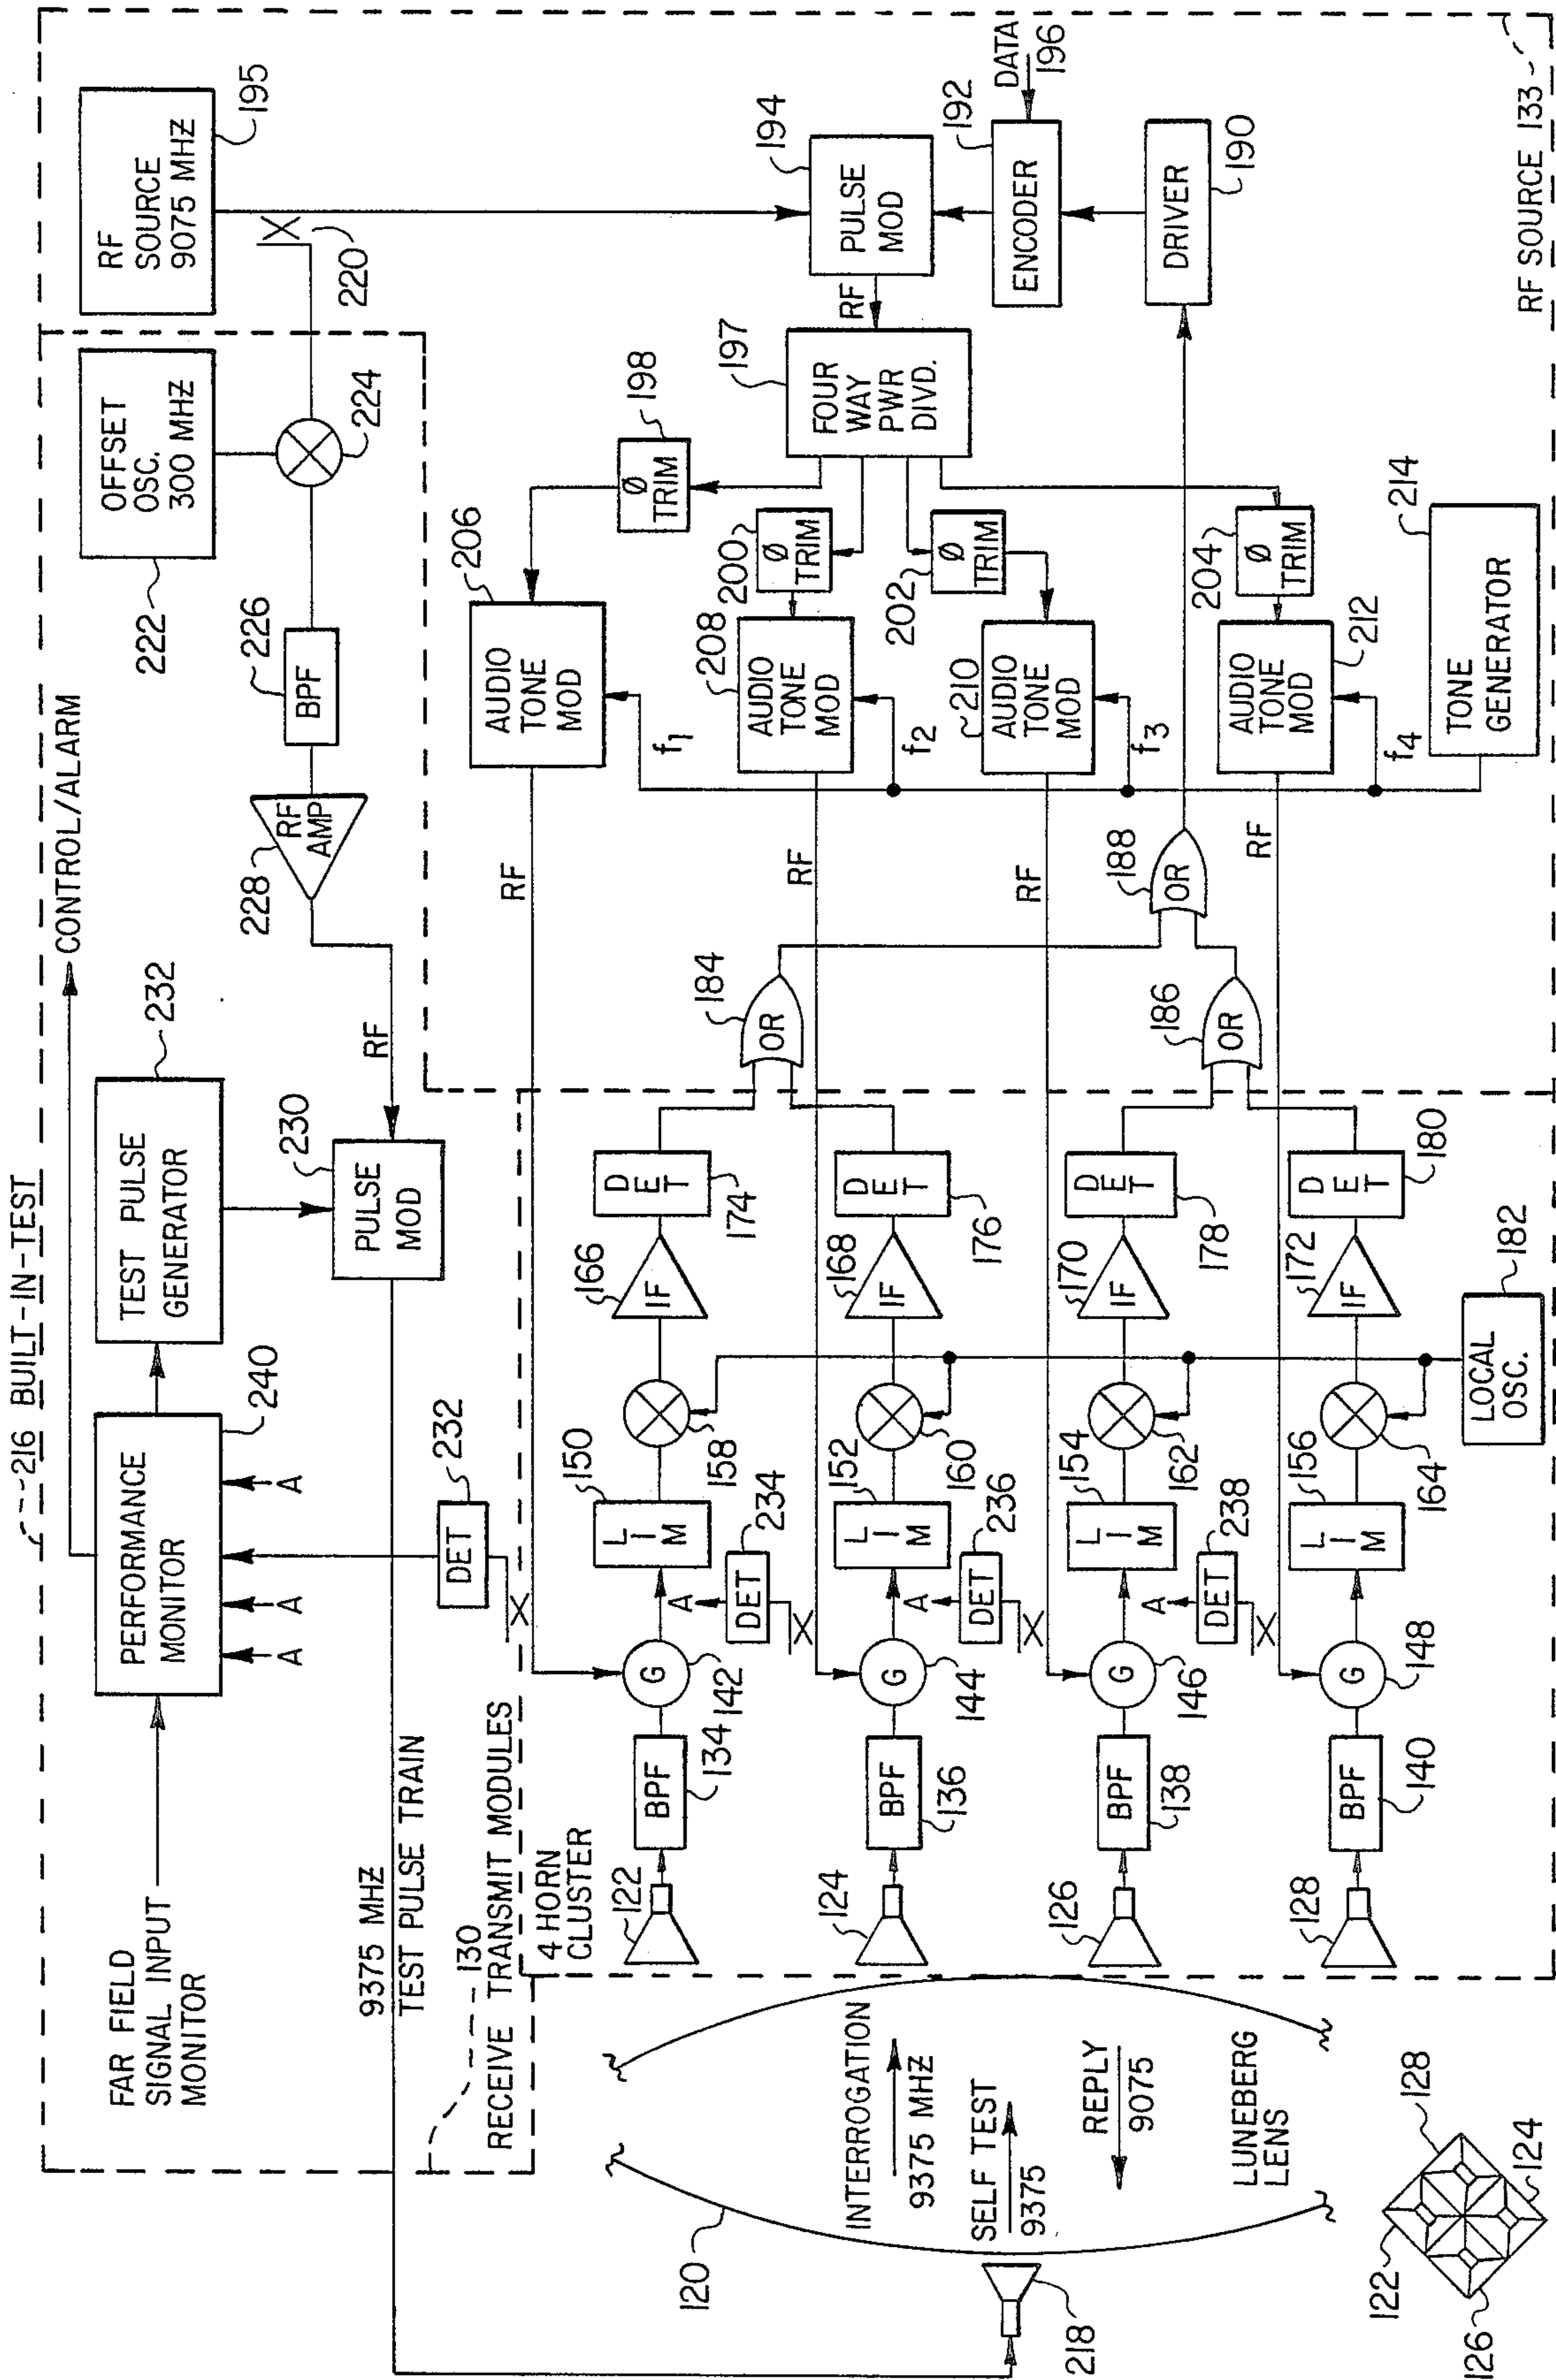 216 BUILT-IN-TEST
CONTROL/ALARM
FAR FIELD
SIGNAL INPUT
MONITOR
PERFORMANCE
MONITOR
240
A
A
A
TEST PULSE
GENERATOR
232
PULSE
MOD
230
RF
RF
AMP
228
BPF
226
OFFSET
OSC.
300 MHZ
222
224
RF
SOURCE
9075 MHZ
195
220
9375 MHZ
TEST PULSE TRAIN
DET
232
130
RECEIVE TRANSMIT MODULES
4 HORN
CLUSTER
120
INTERROGATION
9375 MHZ
SELF TEST
9375
REPLY
9075
LUNEBERG
LENS
218
122
128
126
124
122
BPF
134
G
142
LIM
150
158
IF
166
DET
174
A
DET
234
124
BPF
136
G
144
LIM
152
160
IF
168
DET
176
A
DET
236
126
BPF
138
G
146
LIM
154
162
IF
170
DET
178
A
DET
238
128
BPF
140
G
148
LIM
156
164
IF
172
DET
180
LOCAL
OSC.
182
OR
184
OR
186
OR
188
RF
RF
RF
RF
AUDIO
TONE
MOD
206
f1
AUDIO
TONE
MOD
208
f2
AUDIO
TONE
MOD
210
f3
AUDIO
TONE
MOD
212
f4
TONE
GENERATOR
214
Ø
TRIM
198
Ø
TRIM
200
Ø
TRIM
202
Ø
TRIM
204
FOUR
WAY
PWR
DIVD.
197
RF
PULSE
MOD
194
ENCODER
192
DATA
196
DRIVER
190
RF SOURCE 133